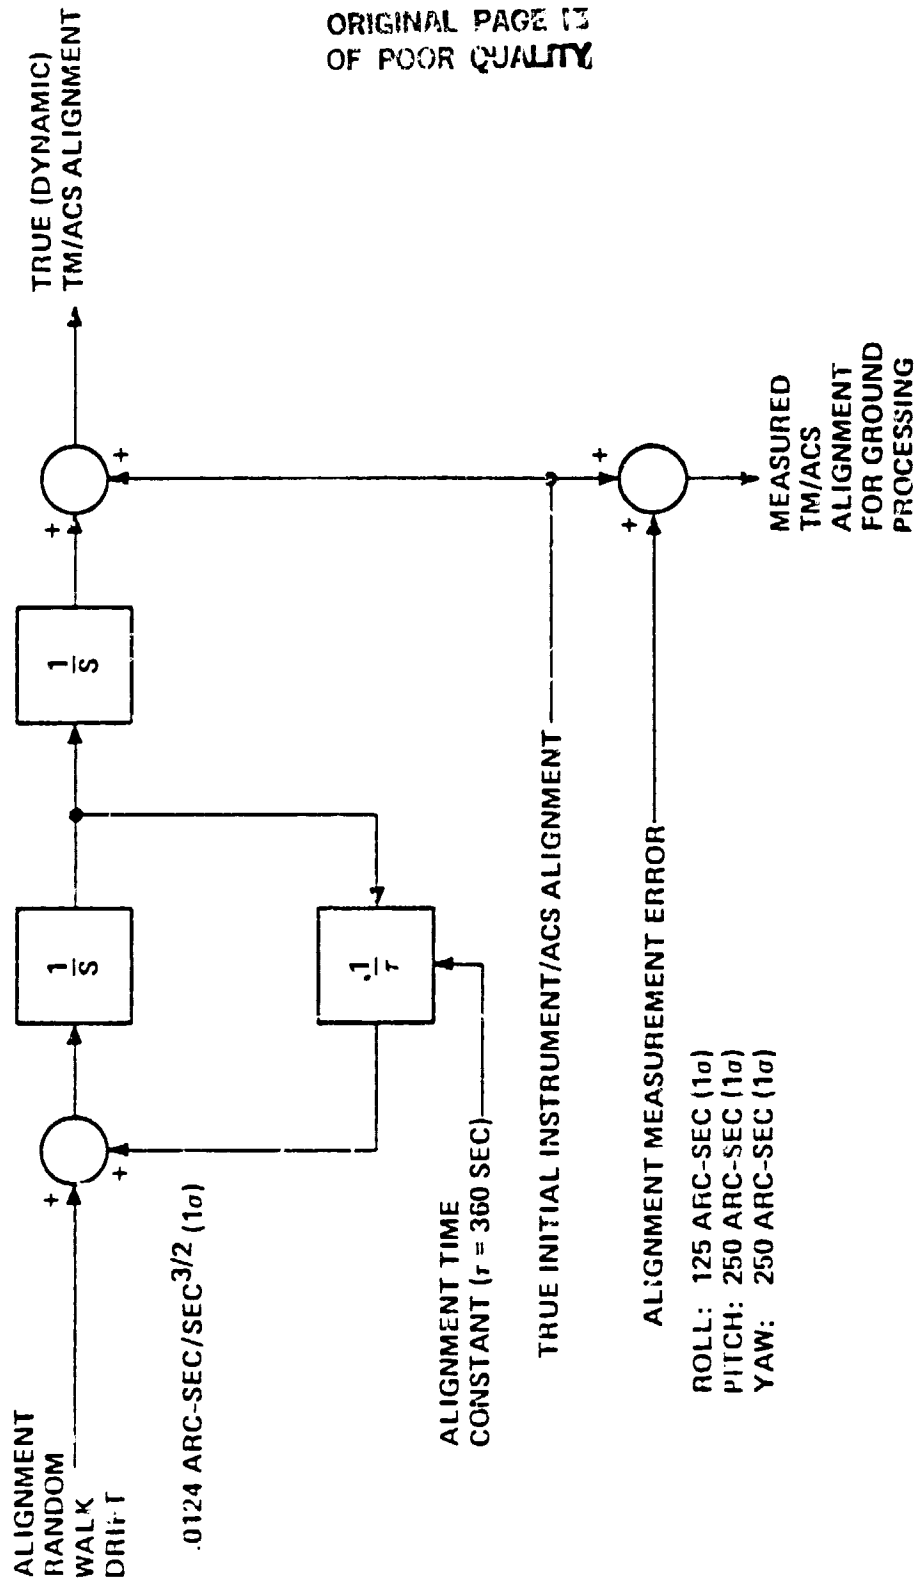 ORIGINAL PAGE IS
OF POOR QUALITY
ALIGNMENT
RANDOM
WALK
DRIFT
+
+
.0124 ARC-SEC/SEC3/2 (1σ)
1
S
1
τ
ALIGNMENT TIME
CONSTANT (τ = 360 SEC)
1
S
+
+
TRUE (DYNAMIC)
TM/ACS ALIGNMENT
TRUE INITIAL INSTRUMENT/ACS ALIGNMENT
ALIGNMENT MEASUREMENT ERROR
ROLL: 125 ARC-SEC (1σ)
PITCH: 250 ARC-SEC (1σ)
YAW: 250 ARC-SEC (1σ)
+
+
MEASURED
TM/ACS
ALIGNMENT
FOR GROUND
PROCESSING